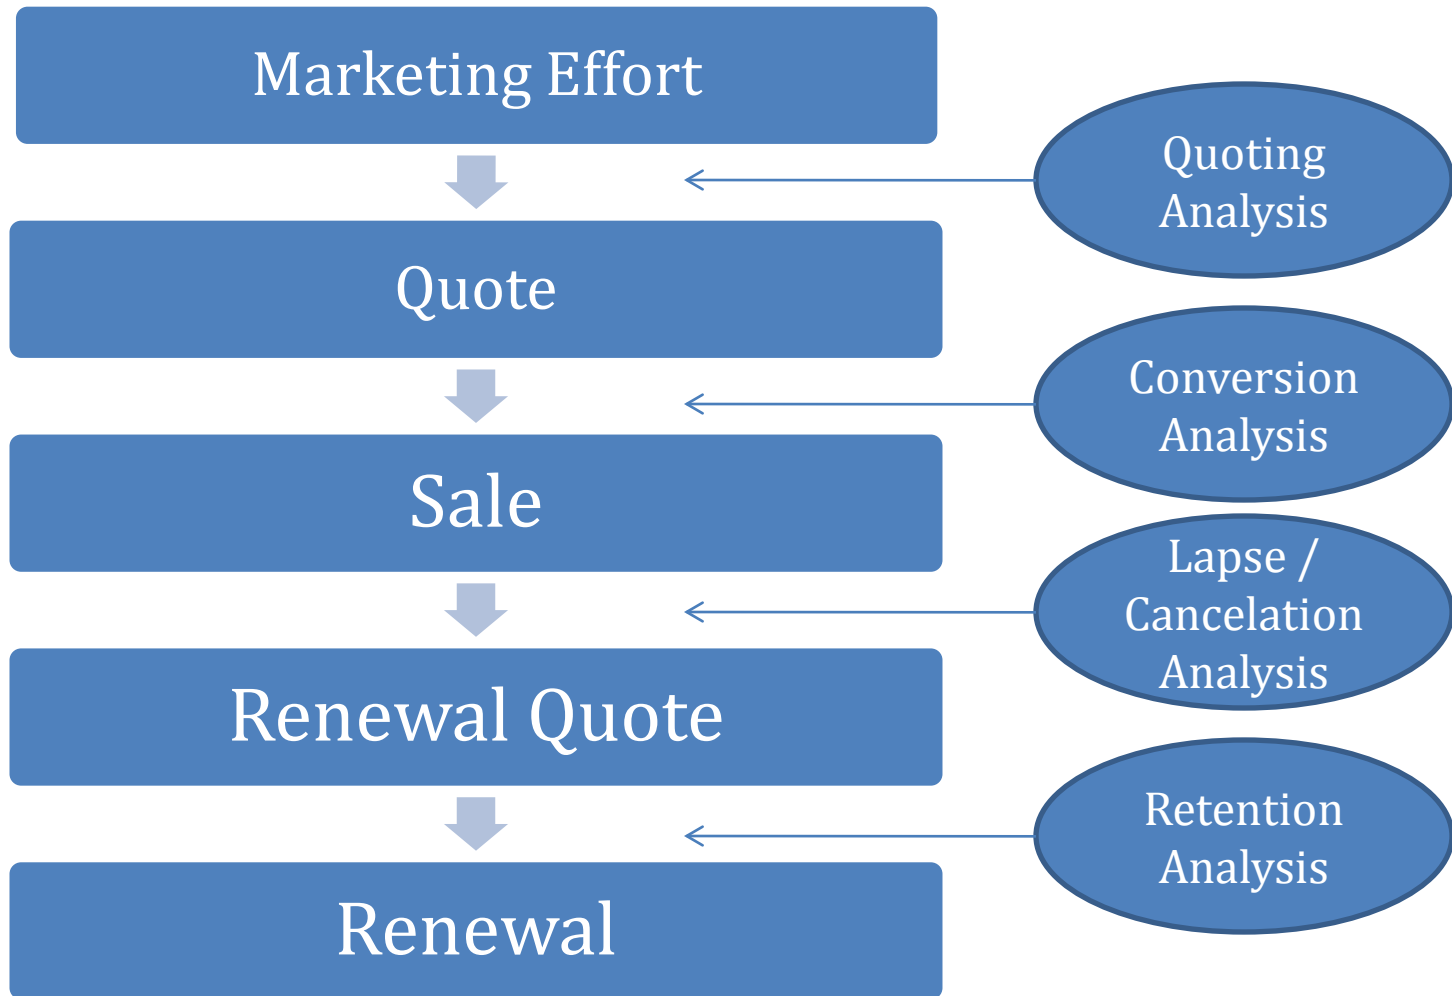 Marketing Effort
Quoting
Analysis
Quote
Conversion
Analysis
Sale
Lapse /
Cancelation
Analysis
Renewal Quote
Retention
Analysis
Renewal